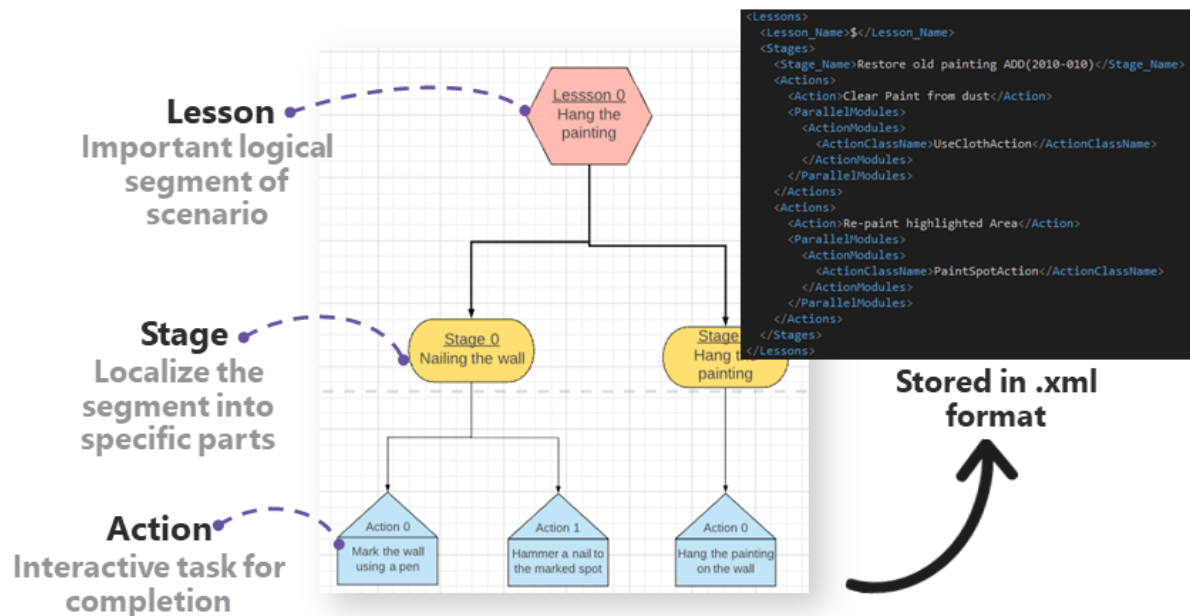 Lesson
Important logical
segment of
scenario
Stage
Localize the
segment into
specific parts
Action
Interactive task for
completion
Lessson 0
Hang the
painting
Stage 0
Nailing the wall
Stage
Hang the
painting
Action 0
Mark the wall
using a pen
Action 1
Hammer a nail to
the marked spot
Action 0
Hang the painting
on the wall
<Lessons>
<Lesson_Name>$</Lesson_Name>
<Stages>
<Stage_Name>Restore old painting ADD(2010-010)</Stage_Name>
<Actions>
<Action>Clear Paint from dust</Action>
<ParallelModules>
<ActionModules>
<ActionClassName>UseClothAction</ActionClassName>
</ActionModules>
</ParallelModules>
</Actions>
<Actions>
<Action>Re-paint highlighted Area</Action>
<ParallelModules>
<ActionModules>
<ActionClassName>PaintSpotAction</ActionClassName>
</ActionModules>
</ParallelModules>
</Actions>
</Stages>
</Lessons>
Stored in .xml
format